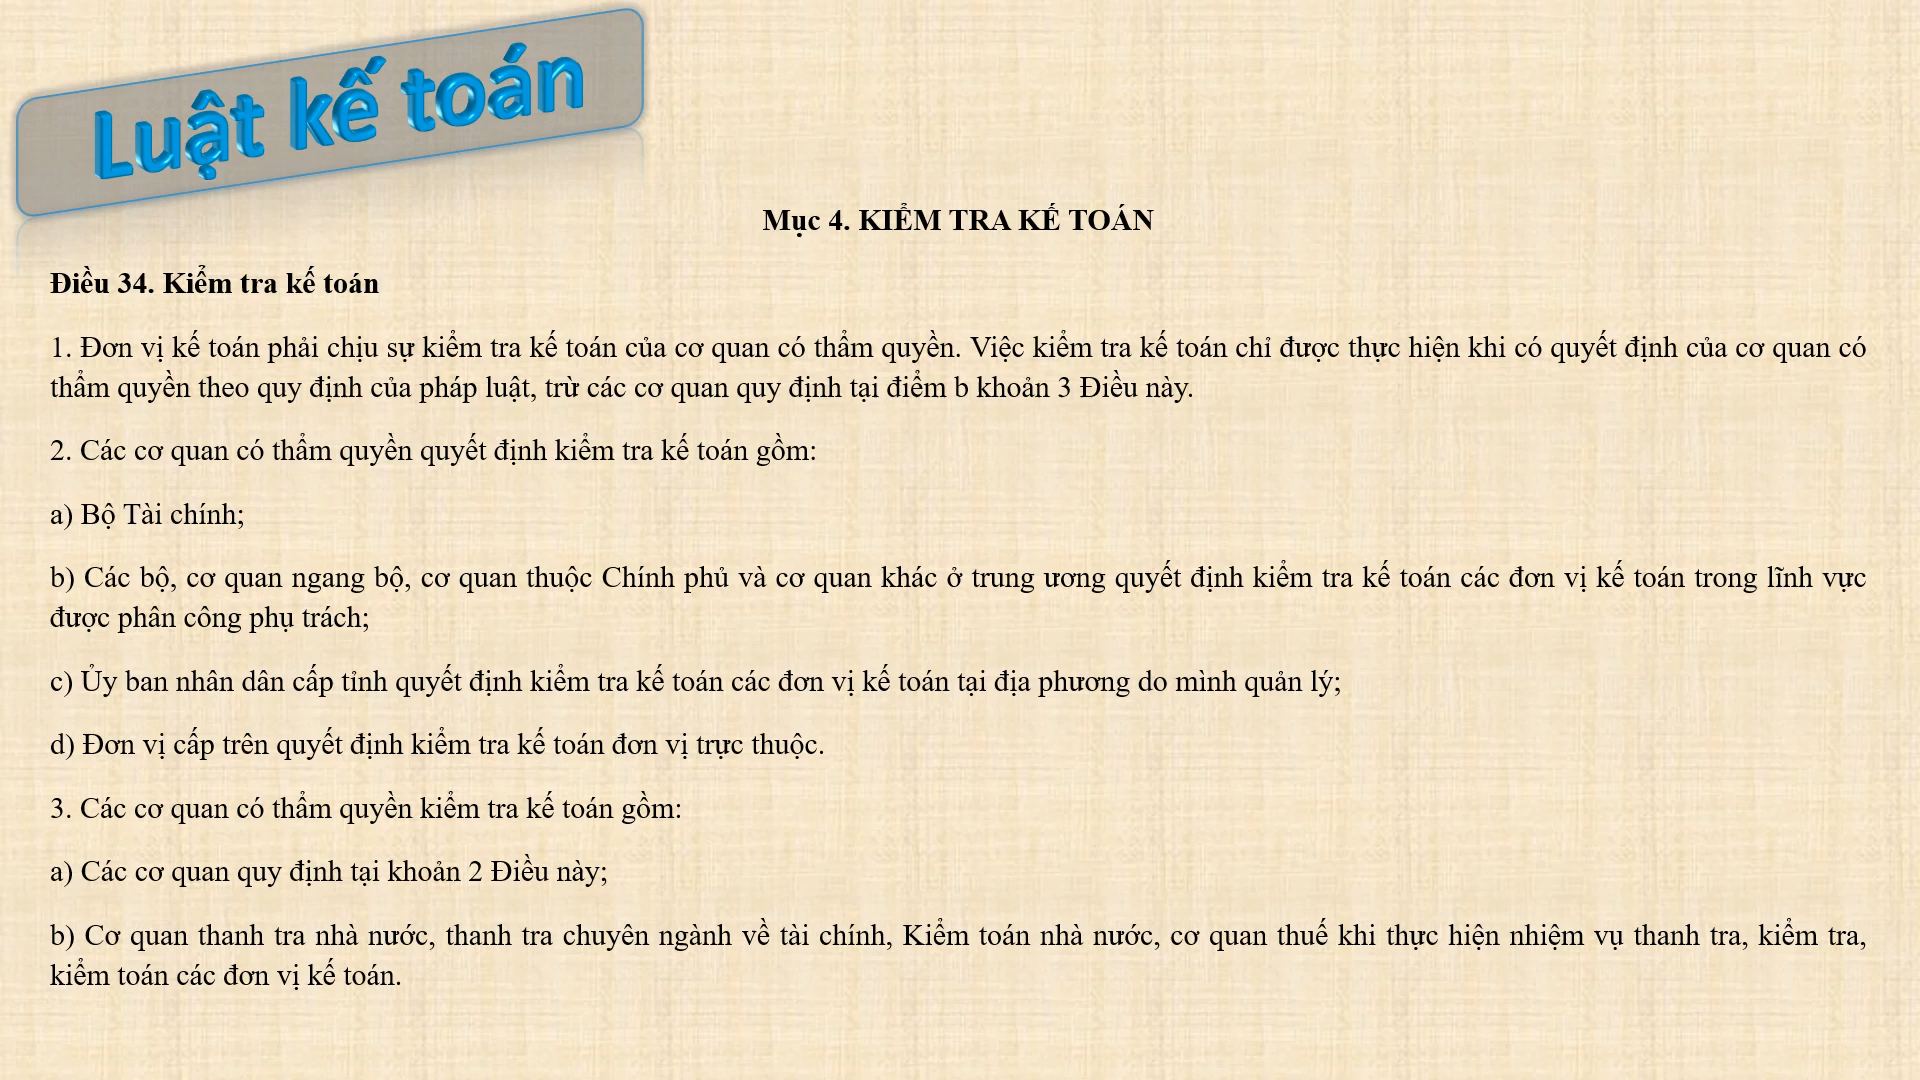 Luật kế toán
Mục 4. KIỂM TRA KẾ TOÁN
Điều 34. Kiểm tra kế toán
1. Đơn vị kế toán phải chịu sự kiểm tra kế toán của cơ quan có thẩm quyền. Việc kiểm tra kế toán chỉ được thực hiện khi có quyết định của cơ quan có
thẩm quyền theo quy định của pháp luật, trừ các cơ quan quy định tại điểm b khoản 3 Điều này.
2. Các cơ quan có thẩm quyền quyết định kiểm tra kế toán gồm:
a) Bộ Tài chính;
b) Các bộ, cơ quan ngang bộ, cơ quan thuộc Chính phủ và cơ quan khác ở trung ương quyết định kiểm tra kế toán các đơn vị kế toán trong lĩnh vực
được phân công phụ trách;
c) Ủy ban nhân dân cấp tỉnh quyết định kiểm tra kế toán các đơn vị kế toán tại địa phương do mình quản lý;
d) Đơn vị cấp trên quyết định kiểm tra kế toán đơn vị trực thuộc.
3. Các cơ quan có thẩm quyền kiểm tra kế toán gồm:
a) Các cơ quan quy định tại khoản 2 Điều này;
b) Cơ quan thanh tra nhà nước, thanh tra chuyên ngành về tài chính, Kiểm toán nhà nước, cơ quan thuế khi thực hiện nhiệm vụ thanh tra, kiểm tra,
kiểm toán các đơn vị kế toán.